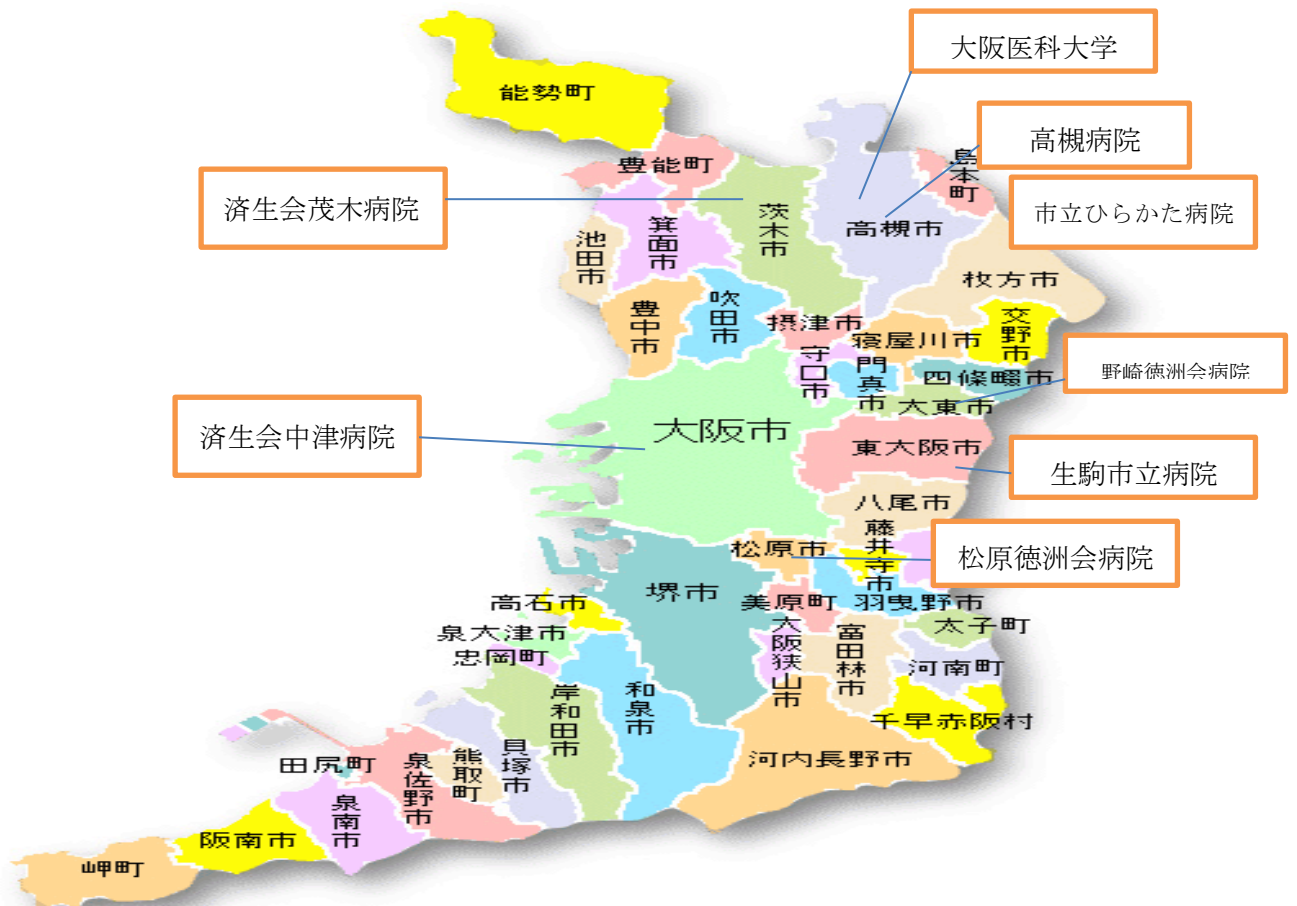 大阪医科大学
能勢町
高槻病院
豊能町
島本町
済生会茂木病院
市立ひらかた病院
茨木市
高槻市
箕面市
池田市
枚方市
吹田市
豊中市
摂津市
交野市
寝屋川市
守口市
門真市
四條畷市
野崎徳洲会病院
大東市
大阪市
済生会中津病院
東大阪市
生駒市立病院
八尾市
藤井寺市
松原市
松原徳洲会病院
堺市
高石市
美原町
羽曳野市
泉大津市
大阪狭山市
富田林市
太子町
忠岡町
河南町
岸和田市
和泉市
千早赤阪村
貝塚市
熊取町
河内長野市
田尻町
泉佐野市
泉南市
阪南市
岬町